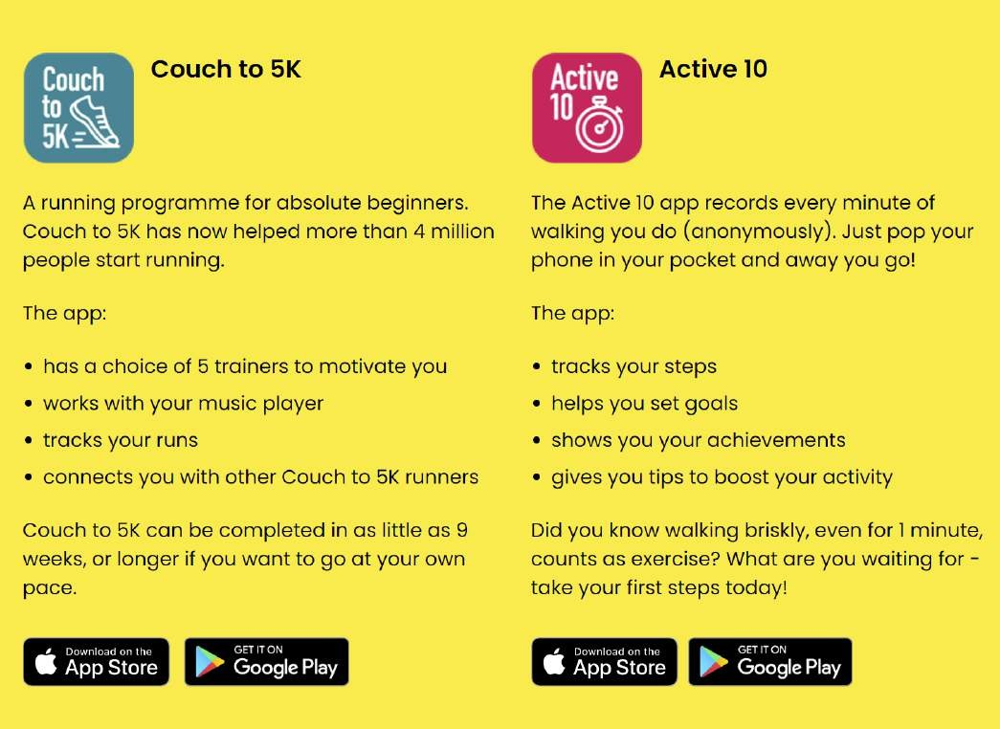 Couch
to
5K
Couch to 5K
A running programme for absolute beginners.
Couch to 5K has now helped more than 4 million
people start running.
The app:
• has a choice of 5 trainers to motivate you
• works with your music player
• tracks your runs
• connects you with other Couch to 5K runners
Couch to 5K can be completed in as little as 9
weeks, or longer if you want to go at your own
pace.
Download on the
App Store
GET IT ON
Google Play
Active
10
Active 10
The Active 10 app records every minute of
walking you do (anonymously). Just pop your
phone in your pocket and away you go!
The app:
• tracks your steps
• helps you set goals
• shows you your achievements
• gives you tips to boost your activity
Did you know walking briskly, even for 1 minute,
counts as exercise? What are you waiting for -
take your first steps today!
Download on the
App Store
GET IT ON
Google Play